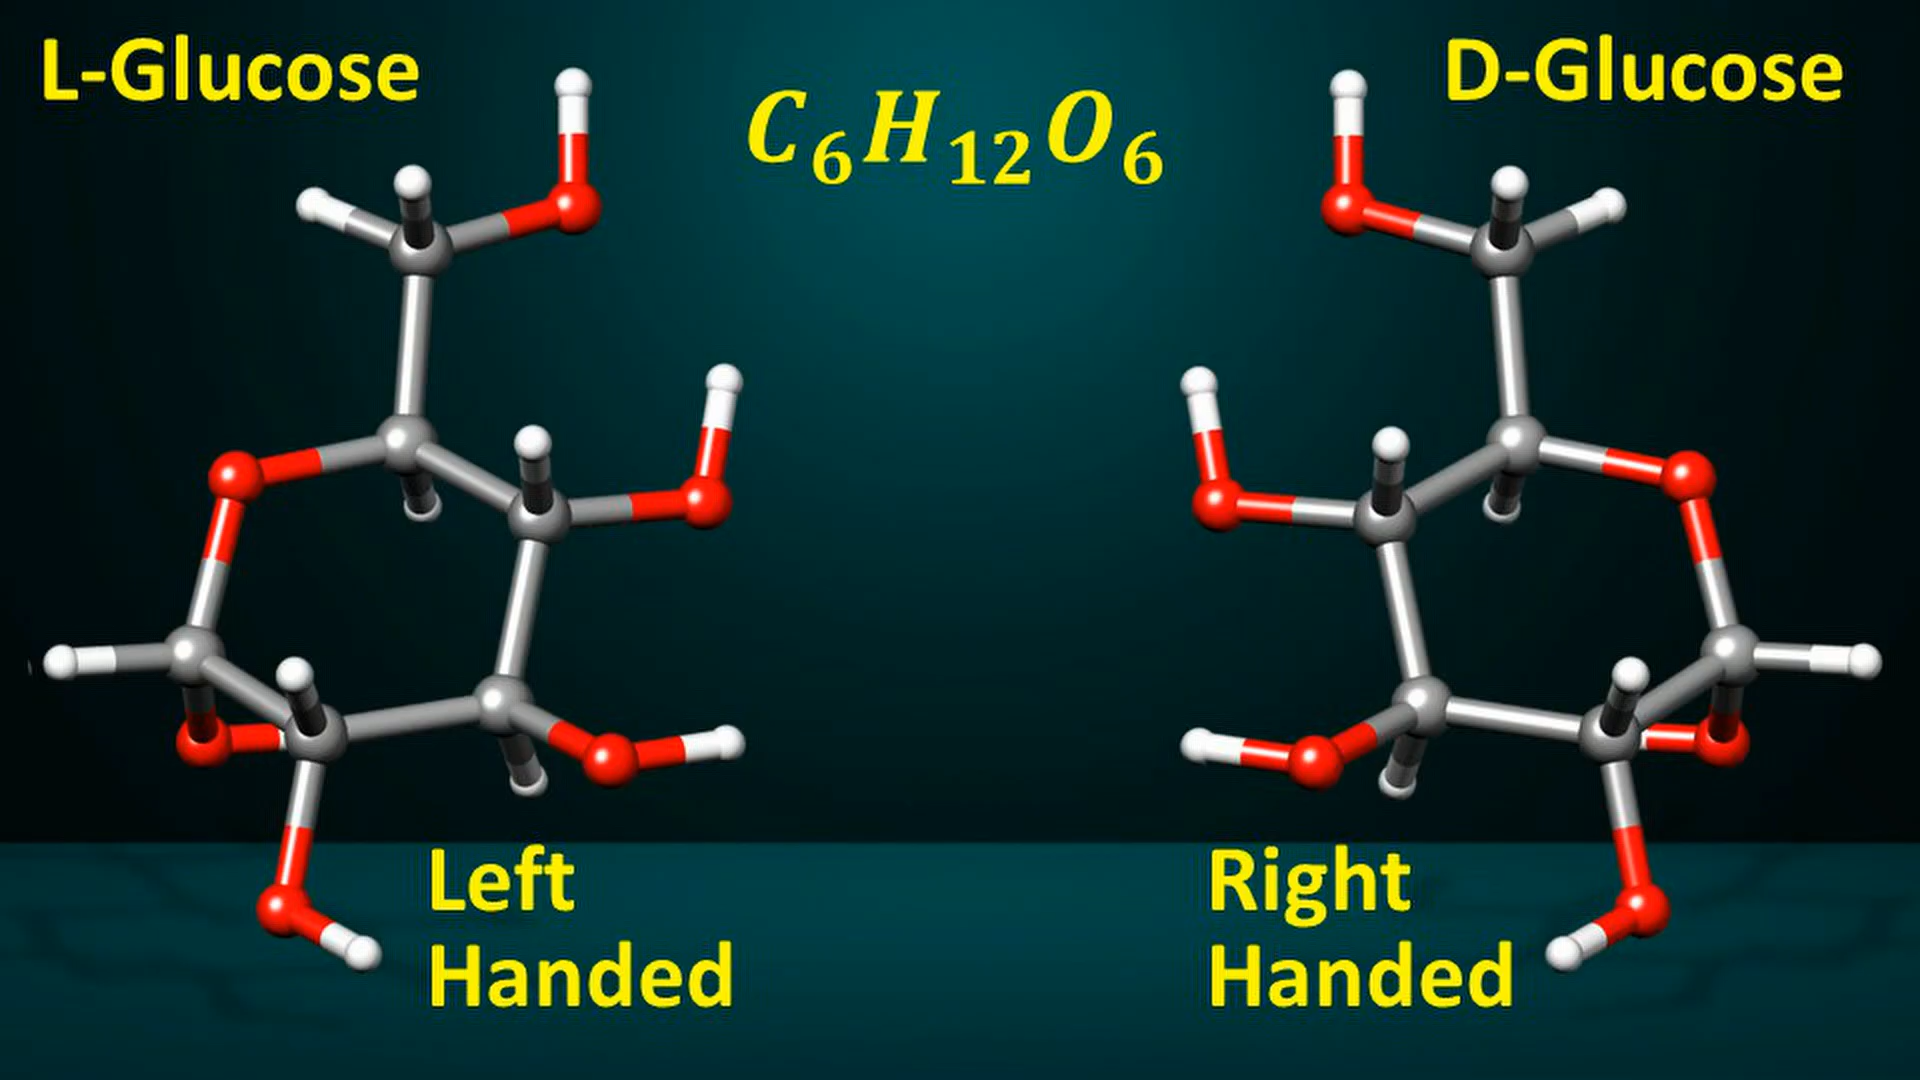 L-Glucose
C₆H₁₂O₆
D-Glucose
Left
Handed
Right
Handed